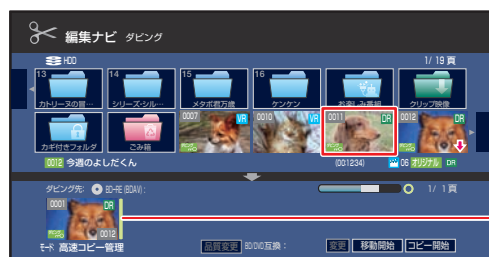 編集ナビ ダビング
HDD 1/ 19 頁
13 14 15 16
カトリーヌの冒… シリーズ・シル… メタボ君万歳 ケンケン お楽しみ番組 クリップ映像
0007 VR 0010 VR 0011 DR 0012 DR
カギ付きフォルダ ごみ箱
0012 今週のよしだくん (001234) 06 オリジナル DR
ダビング先: BD-RE (BDAV): 1/ 1 頁
0001 DR
0012
モード 高速コピー管理 品質変更 BD/DVD互換: 変更 移動開始 コピー開始